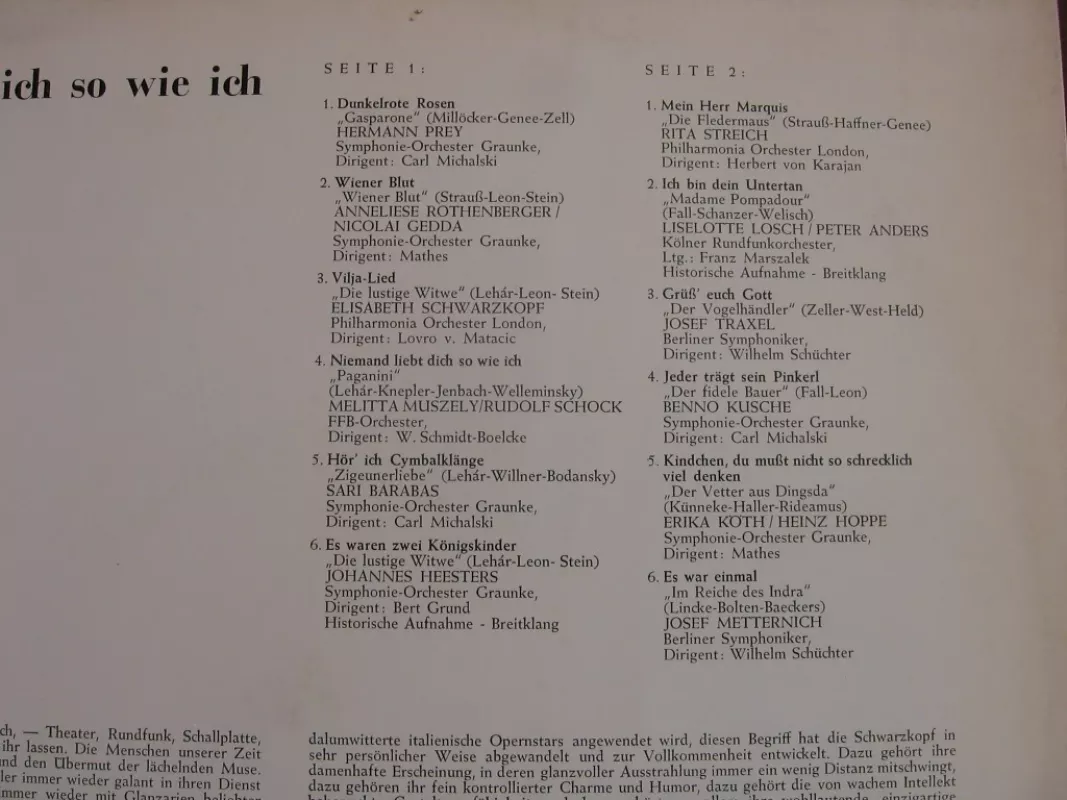 ich so wie ich
SEITE 1:
1. Dunkelrote Rosen
„Gasparone" (Millöcker-Genee-Zell)
HERMANN PREY
Symphonie-Orchester Graunke,
Dirigent: Carl Michalski
2. Wiener Blut
„Wiener Blut" (Strauß-Leon-Stein)
ANNELIESE ROTHENBERGER /
NICOLAI GEDDA
Symphonie-Orchester Graunke,
Dirigent: Mathes
3. Vilja-Lied
„Die lustige Witwe" (Lehár-Leon- Stein)
ELISABETH SCHWARZKOPF
Philharmonia Orchester London,
Dirigent: Lovro v. Matacic
4. Niemand liebt dich so wie ich
„Paganini"
(Lehár-Knepler-Jenbach-Welleminsky)
MELITTA MUSZELY/RUDOLF SCHOCK
FFB-Orchester,
Dirigent: W. Schmidt-Boelcke
5. Hör' ich Cymbalklänge
„Zigeunerliebe" (Lehár-Willner-Bodansky)
SARI BARABAS
Symphonie-Orchester Graunke,
Dirigent: Carl Michalski
6. Es waren zwei Königskinder
„Die lustige Witwe" (Lehár-Leon- Stein)
JOHANNES HEESTERS
Symphonie-Orchester Graunke,
Dirigent: Bert Grund
Historische Aufnahme - Breitklang
SEITE 2:
1. Mein Herr Marquis
„Die Fledermaus" (Strauß-Haffner-Genee)
RITA STREICH
Philharmonia Orchester London,
Dirigent: Herbert von Karajan
2. Ich bin dein Untertan
„Madame Pompadour"
(Fall-Schanzer-Welisch)
LISELOTTE LOSCH / PETER ANDERS
Kölner Rundfunkorchester,
Ltg.: Franz Marszalek
Historische Aufnahme - Breitklang
3. Grüß' euch Gott
„Der Vogelhändler" (Zeller-West-Held)
JOSEF TRAXEL
Berliner Symphoniker,
Dirigent: Wilhelm Schüchter
4. Jeder trägt sein Pinkerl
„Der fidele Bauer" (Fall-Leon)
BENNO KUSCHE
Symphonie-Orchester Graunke,
Dirigent: Carl Michalski
5. Kindchen, du mußt nicht so schrecklich
viel denken
„Der Vetter aus Dingsda"
(Künneke-Haller-Rideamus)
ERIKA KÖTH / HEINZ HOPPE
Symphonie-Orchester Graunke,
Dirigent: Mathes
6. Es war einmal
„Im Reiche des Indra"
(Lincke-Bolten-Baeckers)
JOSEF METTERNICH
Berliner Symphoniker,
Dirigent: Wilhelm Schüchter
ch, — Theater, Rundfunk, Schallplatte,
ihr lassen. Die Menschen unserer Zeit
nd den Übermut der lächelnden Muse.
ler immer wieder galant in ihren Dienst
mmer wieder mit Glanzarien
dalumwitterte italienische Opernstars angewendet wird, diesen Begriff hat die Schwarzkopf in
sehr persönlicher Weise abgewandelt und zur Vollkommenheit entwickelt. Dazu gehört ihre
damenhafte Erscheinung, in deren glanzvoller Ausstrahlung immer ein wenig Distanz mitschwingt,
dazu gehören ihr fein kontrollierter Charme und Humor, dazu gehört die von wachem Intellekt